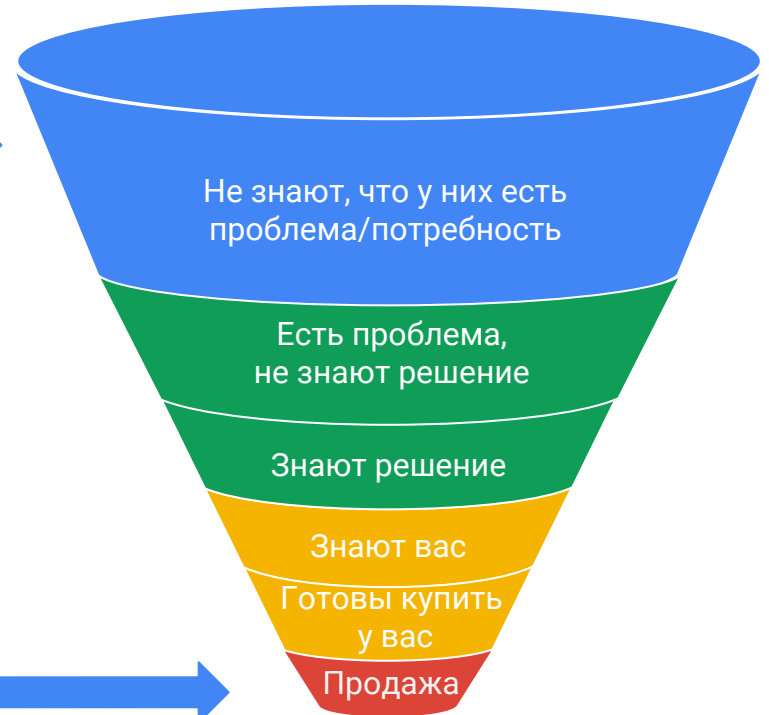 Не знают, что у них есть
проблема/потребность
Есть проблема,
не знают решение
Знают решение
Знают вас
Готовы купить
у вас
Продажа